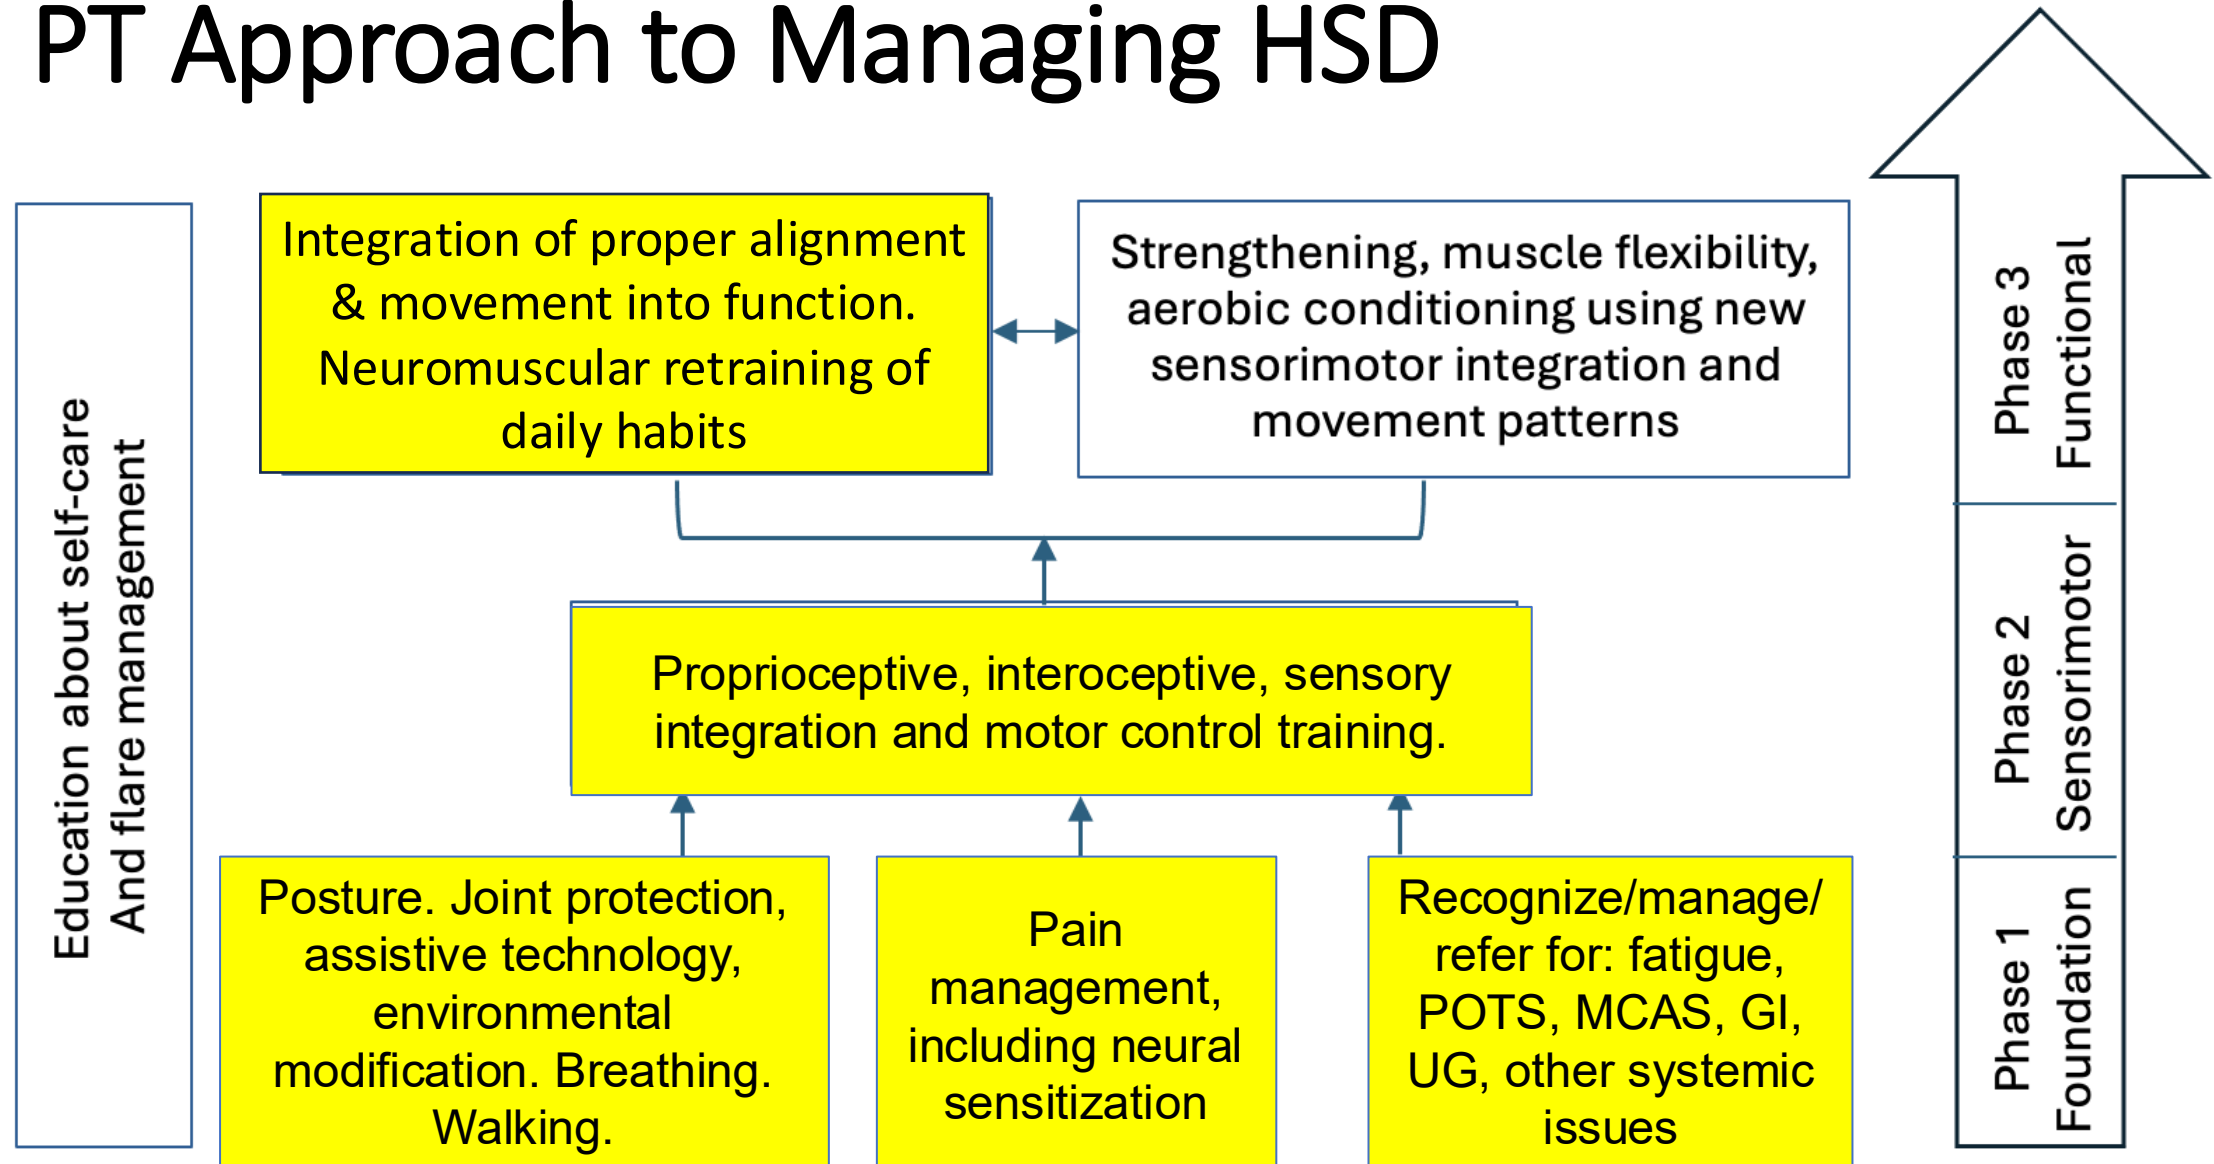 PT Approach to Managing HSD
Education about self-care
And flare management
Integration of proper alignment
& movement into function.
Neuromuscular retraining of
daily habits
Strengthening, muscle flexibility,
aerobic conditioning using new
sensorimotor integration and
movement patterns
Phase 3
Functional
Proprioceptive, interoceptive, sensory
integration and motor control training.
Phase 2
Sensorimotor
Posture. Joint protection,
assistive technology,
environmental
modification. Breathing.
Walking.
Pain
management,
including neural
sensitization
Recognize/manage/
refer for: fatigue,
POTS, MCAS, GI,
UG, other systemic
issues
Phase 1
Foundation